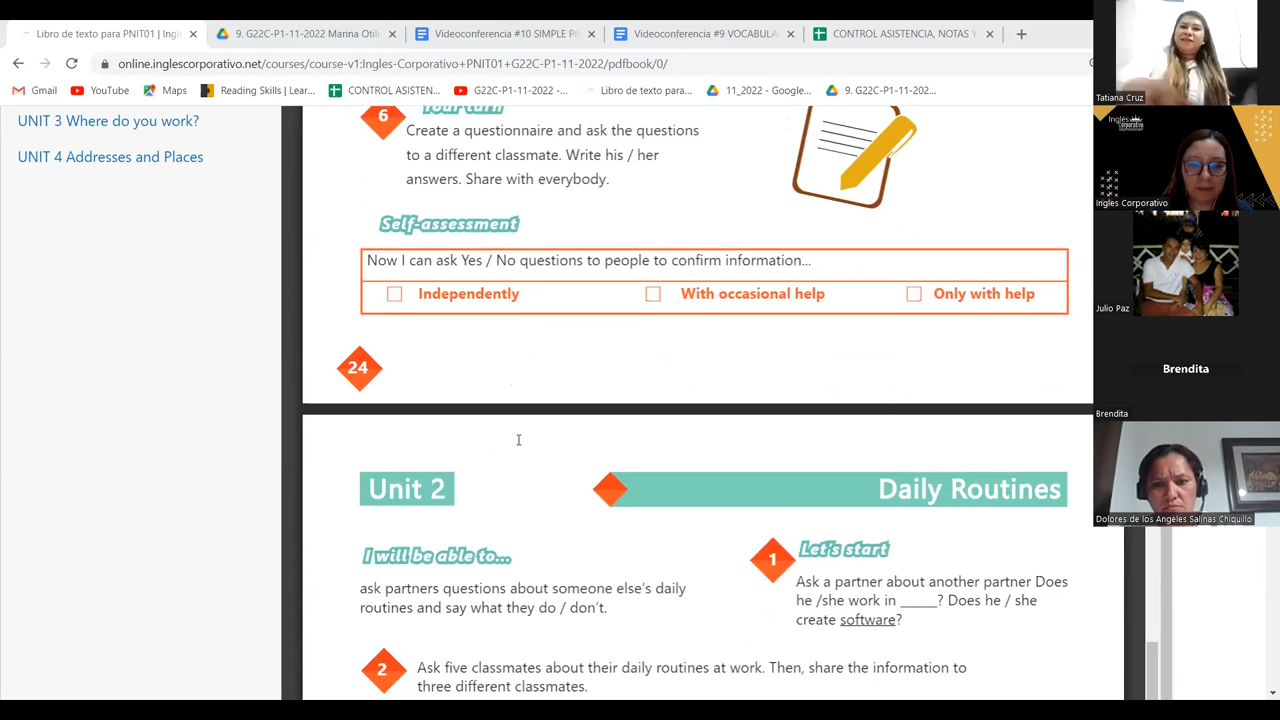 Libro de texto para PNIT01 | Ingl
9. G22C-P1-11-2022 Marina Otil
Videoconferencia #10 SIMPLE PR
Videoconferencia #9 VOCABULA
CONTROL ASISTENCIA, NOTAS Y
online.inglescorporativo.net/courses/course-v1:Ingles-Corporativo+PNIT01+G22C-P1-11-2022/pdfbook/0/
Gmail
YouTube
Maps
Reading Skills | Lear...
CONTROL ASISTEN...
G22C-P1-11-2022 -...
Libro de texto para...
11_2022 - Google...
9. G22C-P1-11-202...
UNIT 3 Where do you work?
UNIT 4 Addresses and Places
6
Your turn
Create a questionnaire and ask the questions
to a different classmate. Write his / her
answers. Share with everybody.
Self-assessment
Now I can ask Yes / No questions to people to confirm information...
Independently
With occasional help
Only with help
24
Unit 2
Daily Routines
I will be able to...
ask partners questions about someone else's daily
routines and say what they do / don't.
1
Let's start
Ask a partner about another partner Does
he /she work in ______? Does he / she
create software?
2
Ask five classmates about their daily routines at work. Then, share the information to
three different classmates.
Tatiana Cruz
Inglés
Corporativo
Ingles Corporativo
Julio Paz
Brendita
Brendita
Dolores de los Angeles Salinas Chiquillo